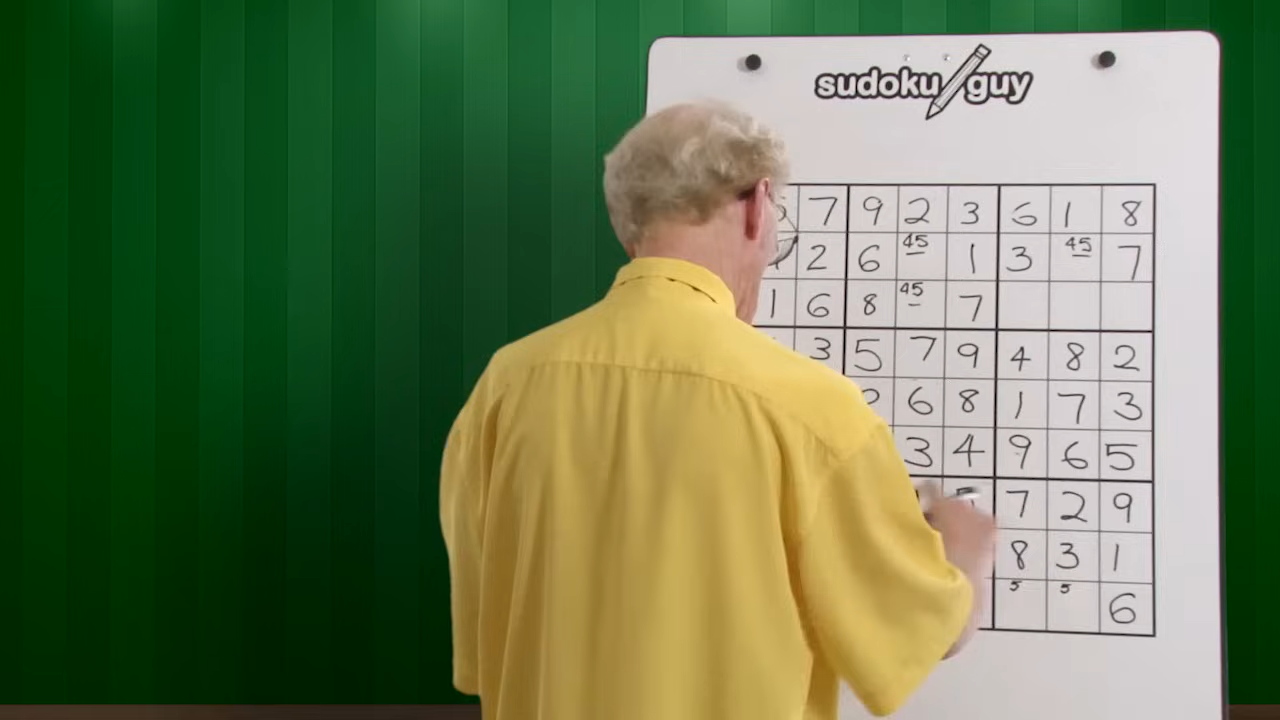 sudoku guy
7 9 2 3 6 1 8
2 6 45 1 3 45 7
1 6 8 45 7
3 5 7 9 4 8 2
6 8 1 7 3
3 4 9 6 5
7 2 9
8 3 1
5 5 6